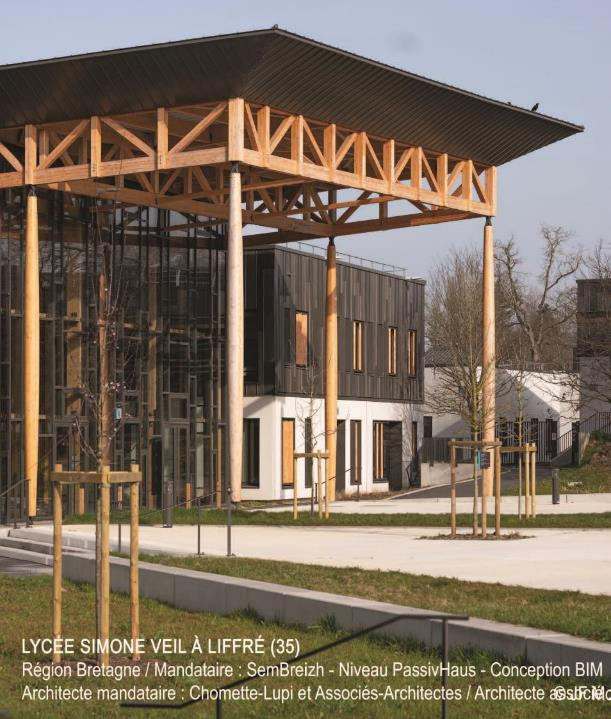 LYCÉE SIMONE VEIL À LIFFRÉ (35)
Région Bretagne / Mandataire : SemBreizh - Niveau PassivHaus - Conception BIM
Architecte mandataire : Chomette-Lupi et Associés-Architectes / Architecte associé